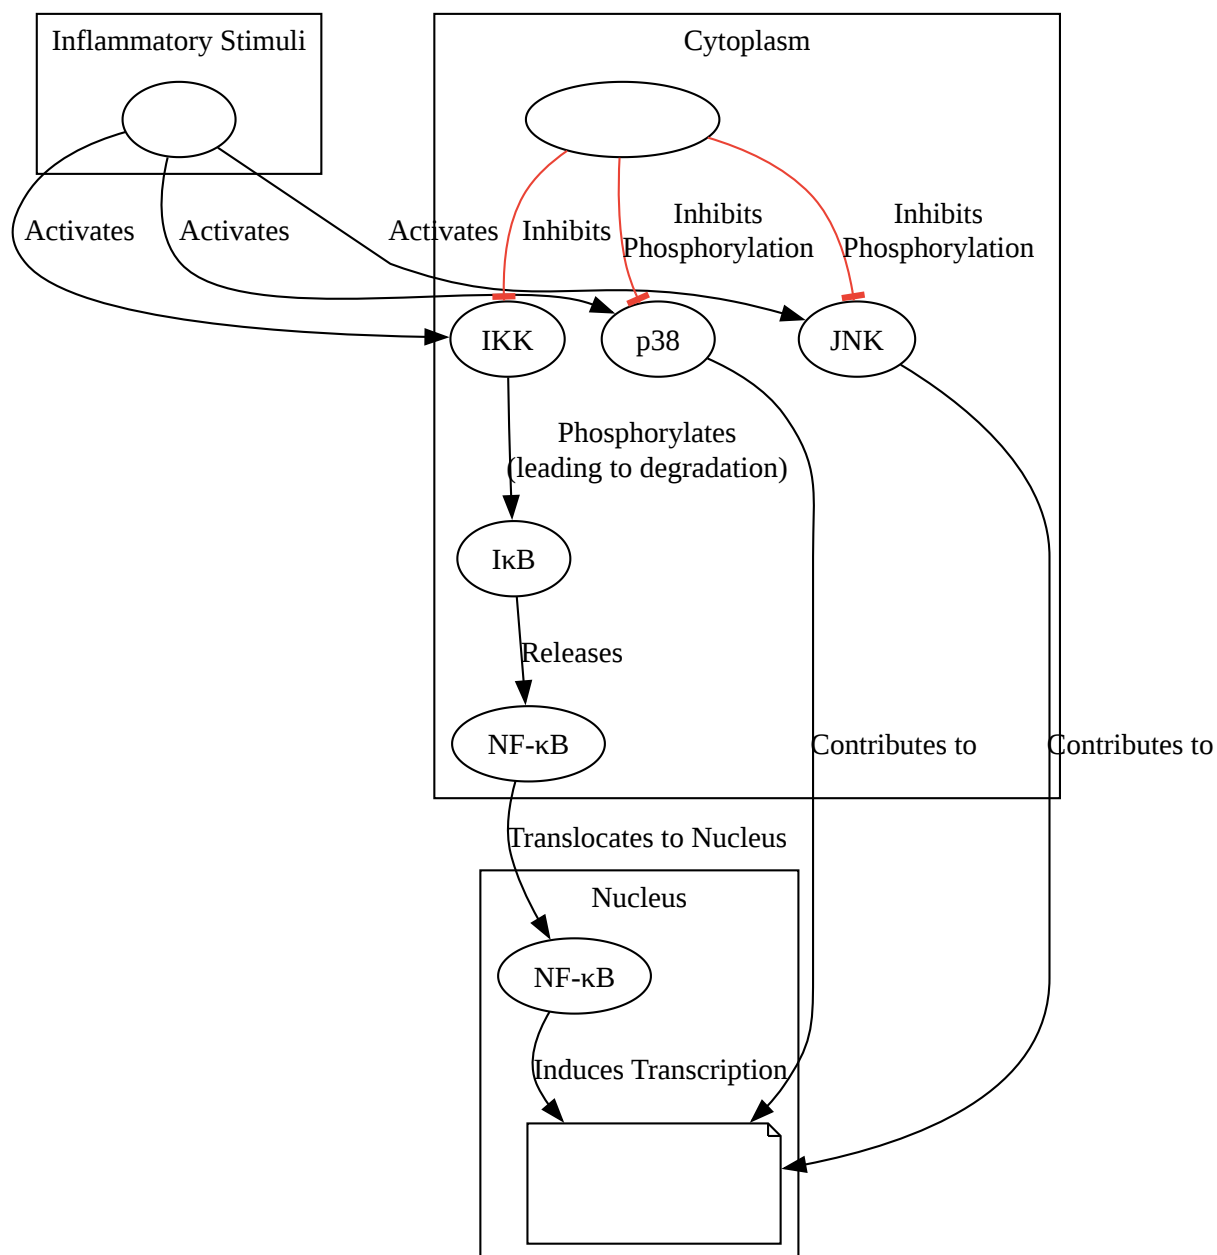 Inflammatory Stimuli
Cytoplasm
Activates
Activates
Activates
Inhibits
Inhibits
Phosphorylation
Inhibits
Phosphorylation
IKK
p38
JNK
Phosphorylates
(leading to degradation)
IκB
Releases
NF-κB
Contributes to
Contributes to
Translocates to Nucleus
Nucleus
NF-κB
Induces Transcription